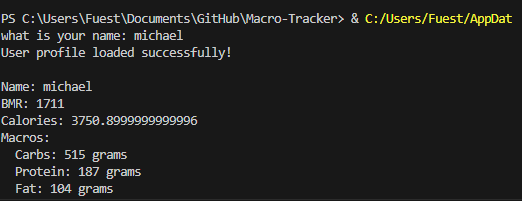 PS C:\Users\Fuest\Documents\GitHub\Macro-Tracker> & C:/Users/Fuest/AppDat
what is your name: michael
User profile loaded successfully!
Name: michael
BMR: 1711
Calories: 3750.8999999999996
Macros:
Carbs: 515 grams
Protein: 187 grams
Fat: 104 grams